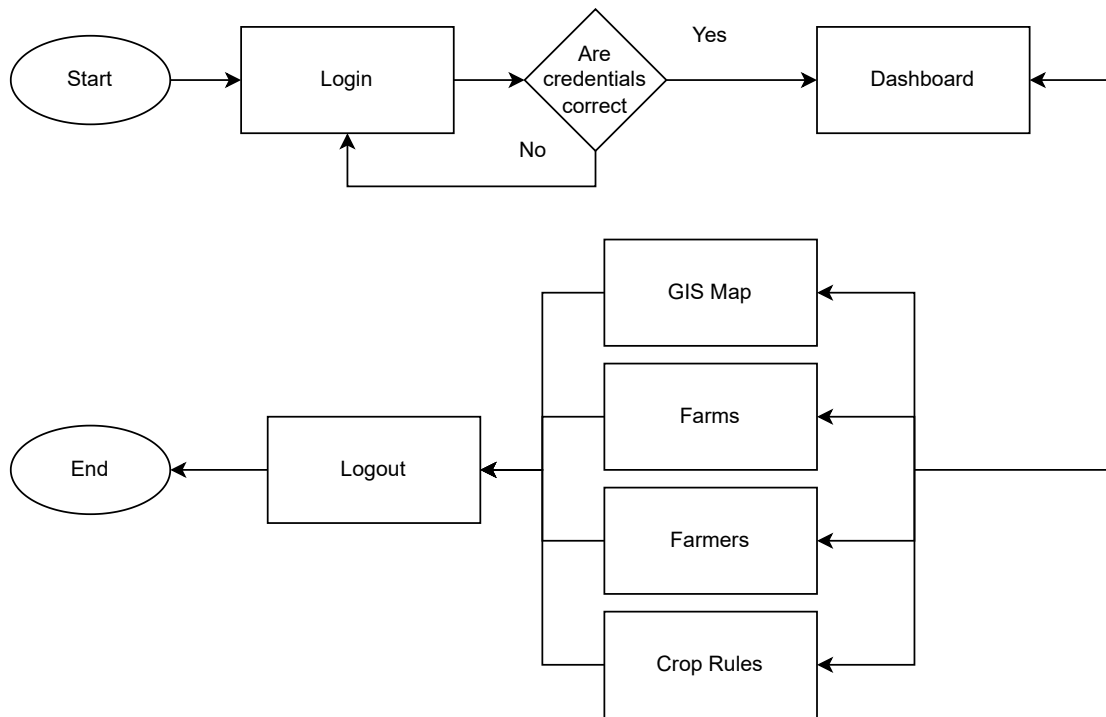 Start
Login
Are
credentials
correct
Yes
No
Dashboard
GIS Map
Farms
Farmers
Crop Rules
Logout
End